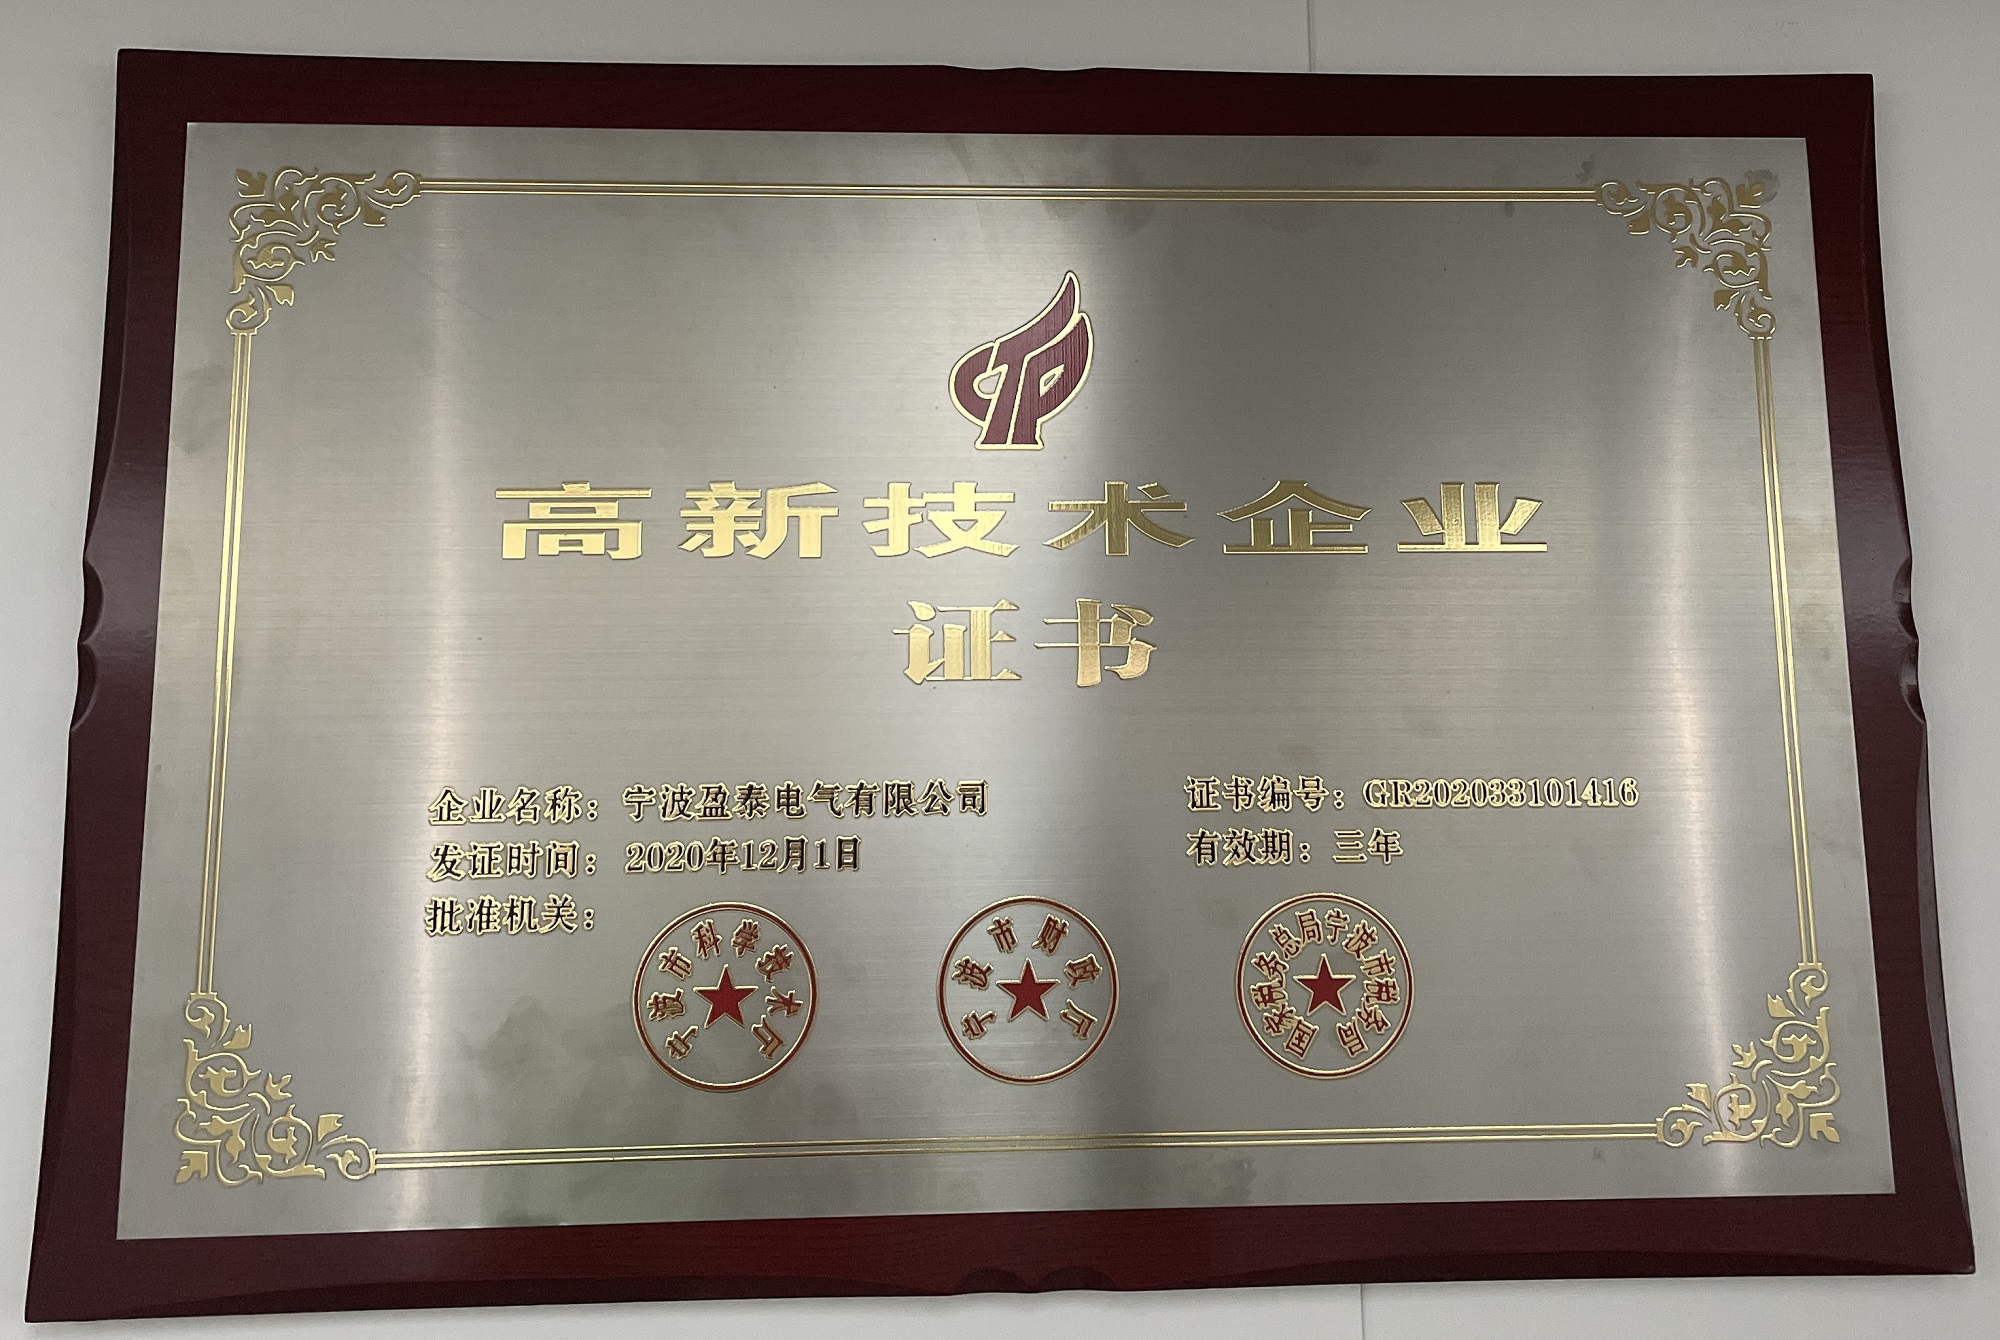 高新技术企业
证书
企业名称：宁波盈泰电气有限公司
证书编号：GR202033101416
发证时间：2020年12月1日
有效期：三年
批准机关：
宁波市科学技术厅
宁波市财政厅
国家税务总局宁波市税务局